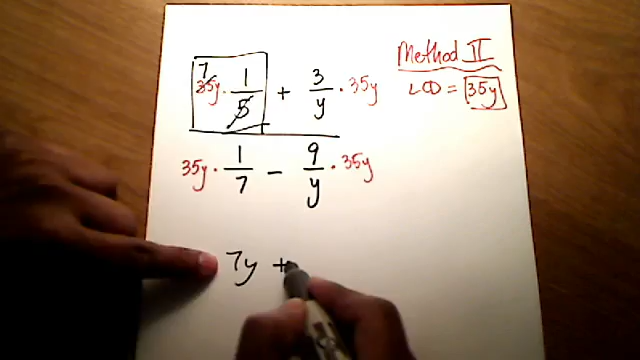 Method II
LCD = 35y
7
35y · 1/5 + 3/y · 35y
35y · 1/7 - 9/y · 35y
7y +